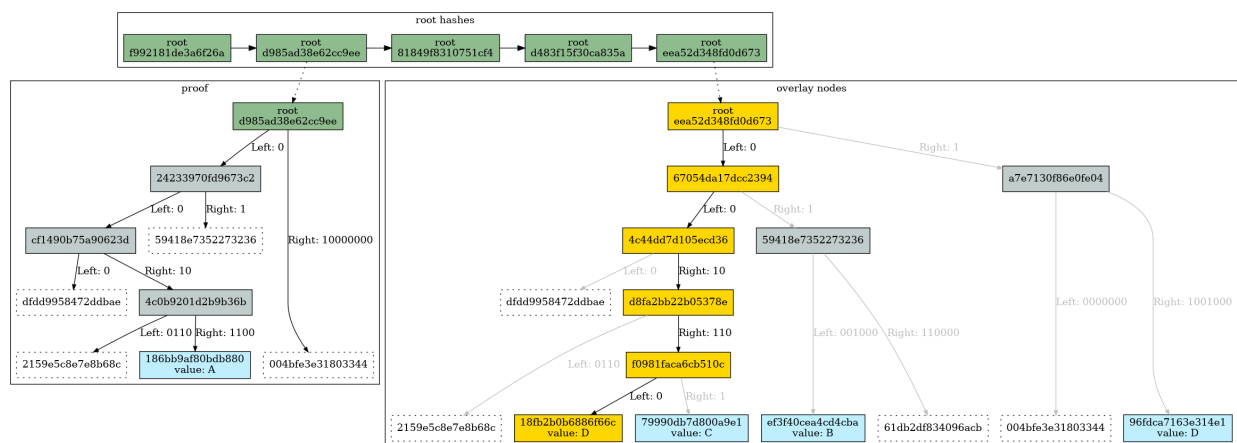 root hashes
root
f992181de3a6f26a
root
d985ad38e62cc9ee
root
81849f8310751cf4
root
d483f15f30ca835a
root
eea52d348fd0d673
proof
root
d985ad38e62cc9ee
Left: 0
24233970fd9673c2
Left: 0
Right: 1
Right: 10000000
cf1490b75a90623d
59418e7352273236
Left: 0
Right: 10
dfdd9958472ddbae
4c0b9201d2b9b36b
Left: 0110
Right: 1100
2159e5c8e7e8b68c
186bb9af80bdb880
value: A
004bfe3e31803344
overlay nodes
root
eea52d348fd0d673
Left: 0
Right: 1
67054da17dcc2394
a7e7130f86e0fe04
Left: 0
Right: 1
4c44dd7d105ecd36
59418e7352273236
Left: 0
Right: 10
dfdd9958472ddbae
d8fa2bb22b05378e
Left: 0000000
Right: 1001000
Left: 0110
Right: 110
Left: 001000
Right: 110000
f0981faca6cb510c
Left: 0
Right: 1
2159e5c8e7e8b68c
18fb2b0b6886f66c
value: D
79990db7d800a9e1
value: C
ef3f40cea4cd4cba
value: B
61db2df834096acb
004bfe3e31803344
96fdca7163e314e1
value: D